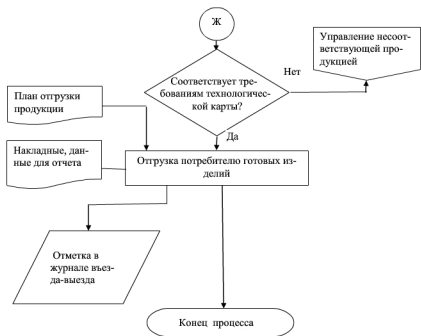 Ж
Управление несоот-
ветствующей про-
дукцией
Соответствует тре-
бованиям технологичес-
кой карты?
Нет
План отгрузки
продукции
Да
Накладные, дан-
ные для отчета
Отгрузка потребителю готовых из-
делий
Отметка в
журнале въез-
да-выезда
Конец процесса